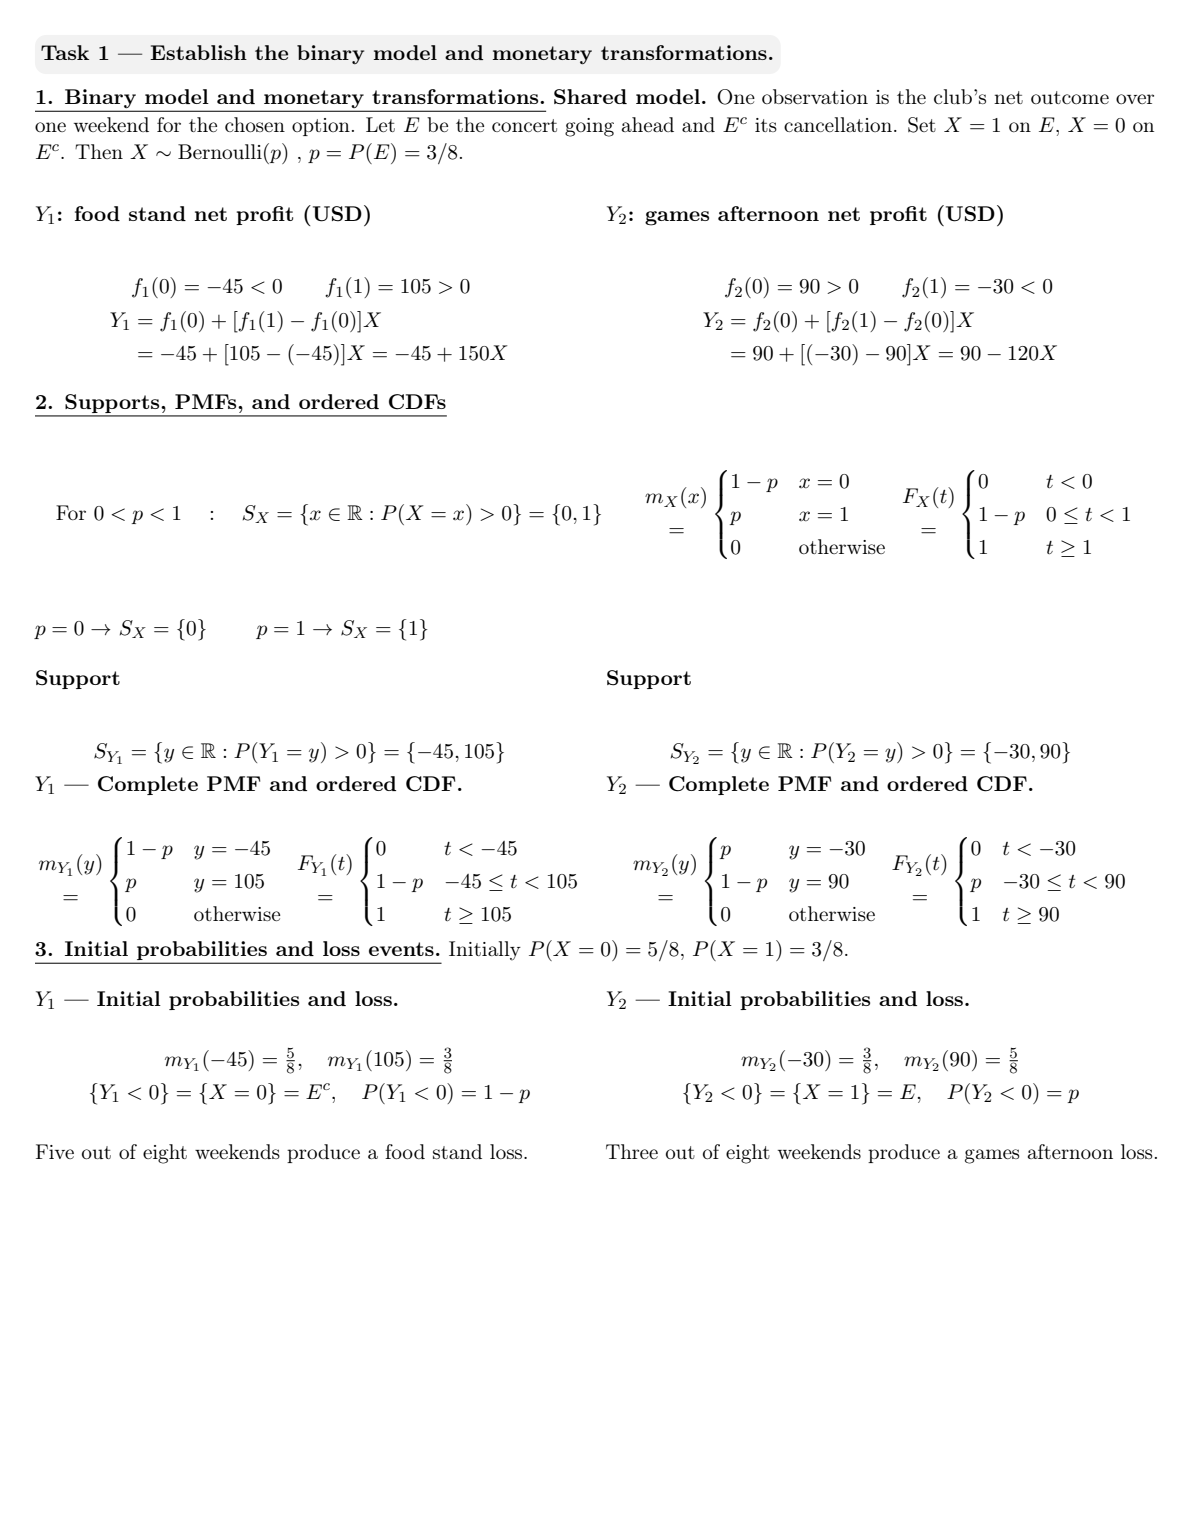 Task 1 — Establish the binary model and monetary transformations.
1. Binary model and monetary transformations. Shared model. One observation is the club's net outcome over
one weekend for the chosen option. Let E be the concert going ahead and Eᶜ its cancellation. Set X = 1 on E, X = 0 on
Eᶜ. Then X ∼ Bernoulli(p) , p = P(E) = 3/8.
Y₁: food stand net profit (USD)
f₁(0) = −45 < 0 f₁(1) = 105 > 0
Y₁ = f₁(0) + [f₁(1) − f₁(0)]X
= −45 + [105 − (−45)]X = −45 + 150X
Y₂: games afternoon net profit (USD)
f₂(0) = 90 > 0 f₂(1) = −30 < 0
Y₂ = f₂(0) + [f₂(1) − f₂(0)]X
= 90 + [(−30) − 90]X = 90 − 120X
2. Supports, PMFs, and ordered CDFs
For 0 < p < 1 : S_X = {x ∈ ℝ : P(X = x) > 0} = {0, 1}
m_X(x) =
{ 1 − p x = 0
p x = 1
0 otherwise
F_X(t) =
{ 0 t < 0
1 − p 0 ≤ t < 1
1 t ≥ 1
p = 0 → S_X = {0} p = 1 → S_X = {1}
Support
S_{Y₁} = {y ∈ ℝ : P(Y₁ = y) > 0} = {−45, 105}
Y₁ — Complete PMF and ordered CDF.
m_{Y₁}(y) =
{ 1 − p y = −45
p y = 105
0 otherwise
F_{Y₁}(t) =
{ 0 t < −45
1 − p −45 ≤ t < 105
1 t ≥ 105
Support
S_{Y₂} = {y ∈ ℝ : P(Y₂ = y) > 0} = {−30, 90}
Y₂ — Complete PMF and ordered CDF.
m_{Y₂}(y) =
{ p y = −30
1 − p y = 90
0 otherwise
F_{Y₂}(t) =
{ 0 t < −30
p −30 ≤ t < 90
1 t ≥ 90
3. Initial probabilities and loss events. Initially P(X = 0) = 5/8, P(X = 1) = 3/8.
Y₁ — Initial probabilities and loss.
m_{Y₁}(−45) = 5/8, m_{Y₁}(105) = 3/8
{Y₁ < 0} = {X = 0} = Eᶜ, P(Y₁ < 0) = 1 − p
Five out of eight weekends produce a food stand loss.
Y₂ — Initial probabilities and loss.
m_{Y₂}(−30) = 3/8, m_{Y₂}(90) = 5/8
{Y₂ < 0} = {X = 1} = E, P(Y₂ < 0) = p
Three out of eight weekends produce a games afternoon loss.